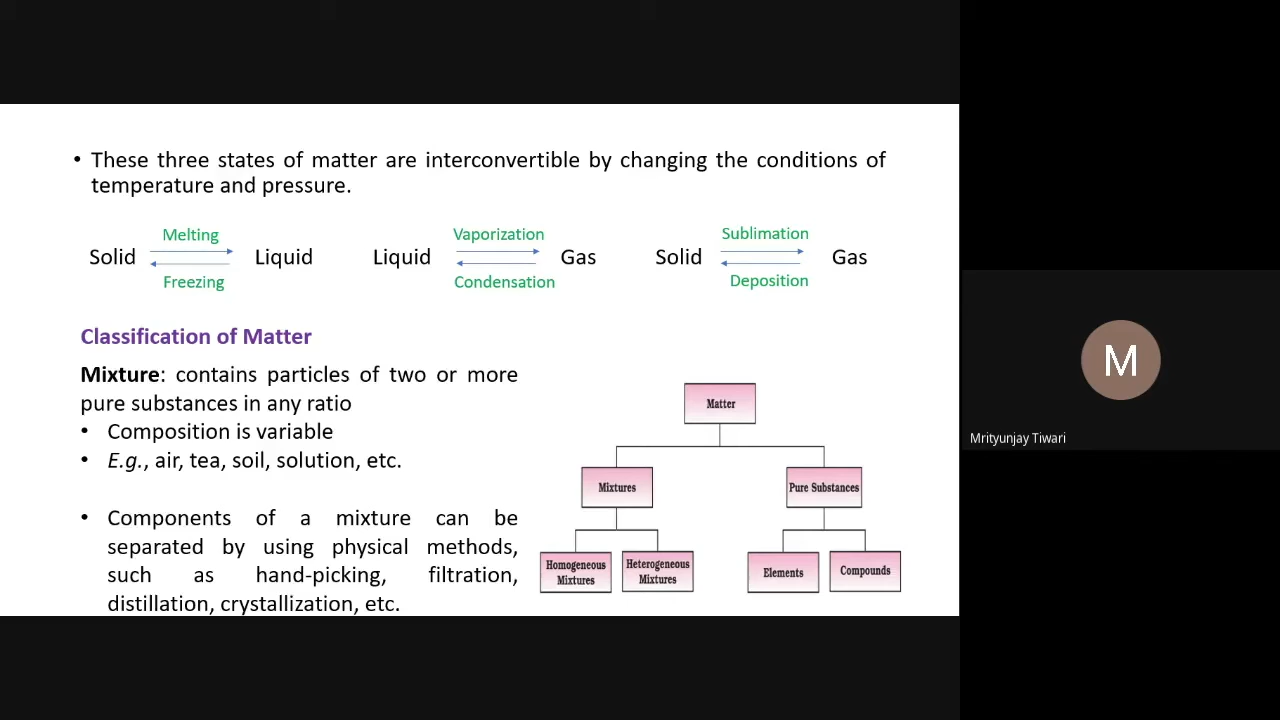 • These three states of matter are interconvertible by changing the conditions of
temperature and pressure.
Melting
Solid Liquid
Freezing
Vaporization
Liquid Gas
Condensation
Sublimation
Solid Gas
Deposition
Classification of Matter
Mixture: contains particles of two or more
pure substances in any ratio
• Composition is variable
• E.g., air, tea, soil, solution, etc.
• Components of a mixture can be
separated by using physical methods,
such as hand-picking, filtration,
distillation, crystallization, etc.
Matter
Mixtures
Pure Substances
Homogeneous
Mixtures
Heterogeneous
Mixtures
Elements
Compounds
M
Mrityunjay Tiwari